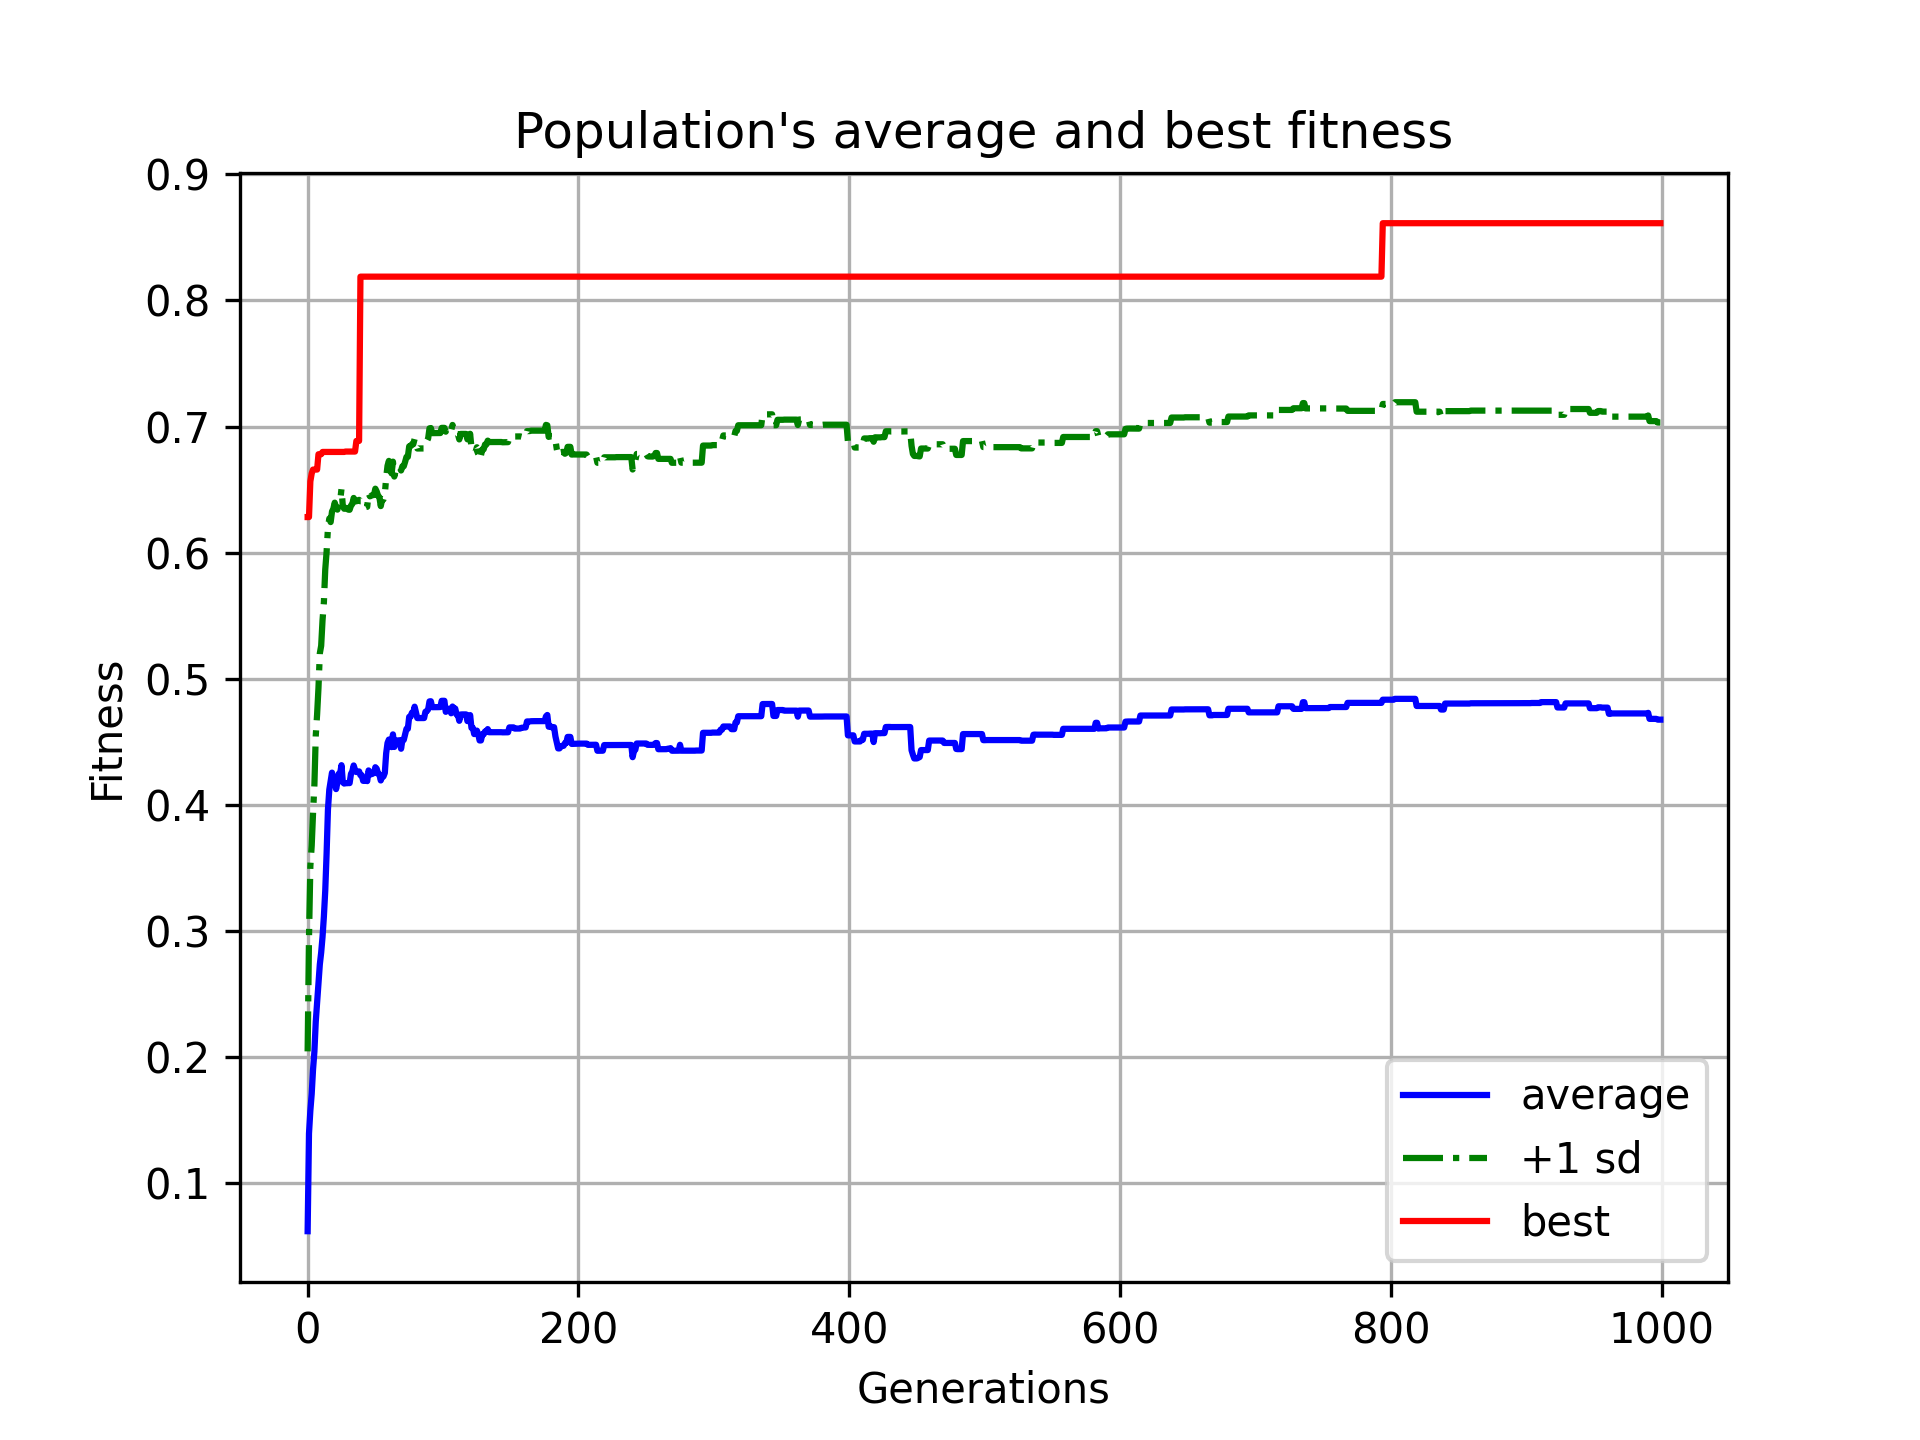 Population's average and best fitness
0.9
0.8
0.7
0.6
0.5
0.4
0.3
0.2
0.1
Fitness
average
+1 sd
best
0 200 400 600 800 1000
Generations